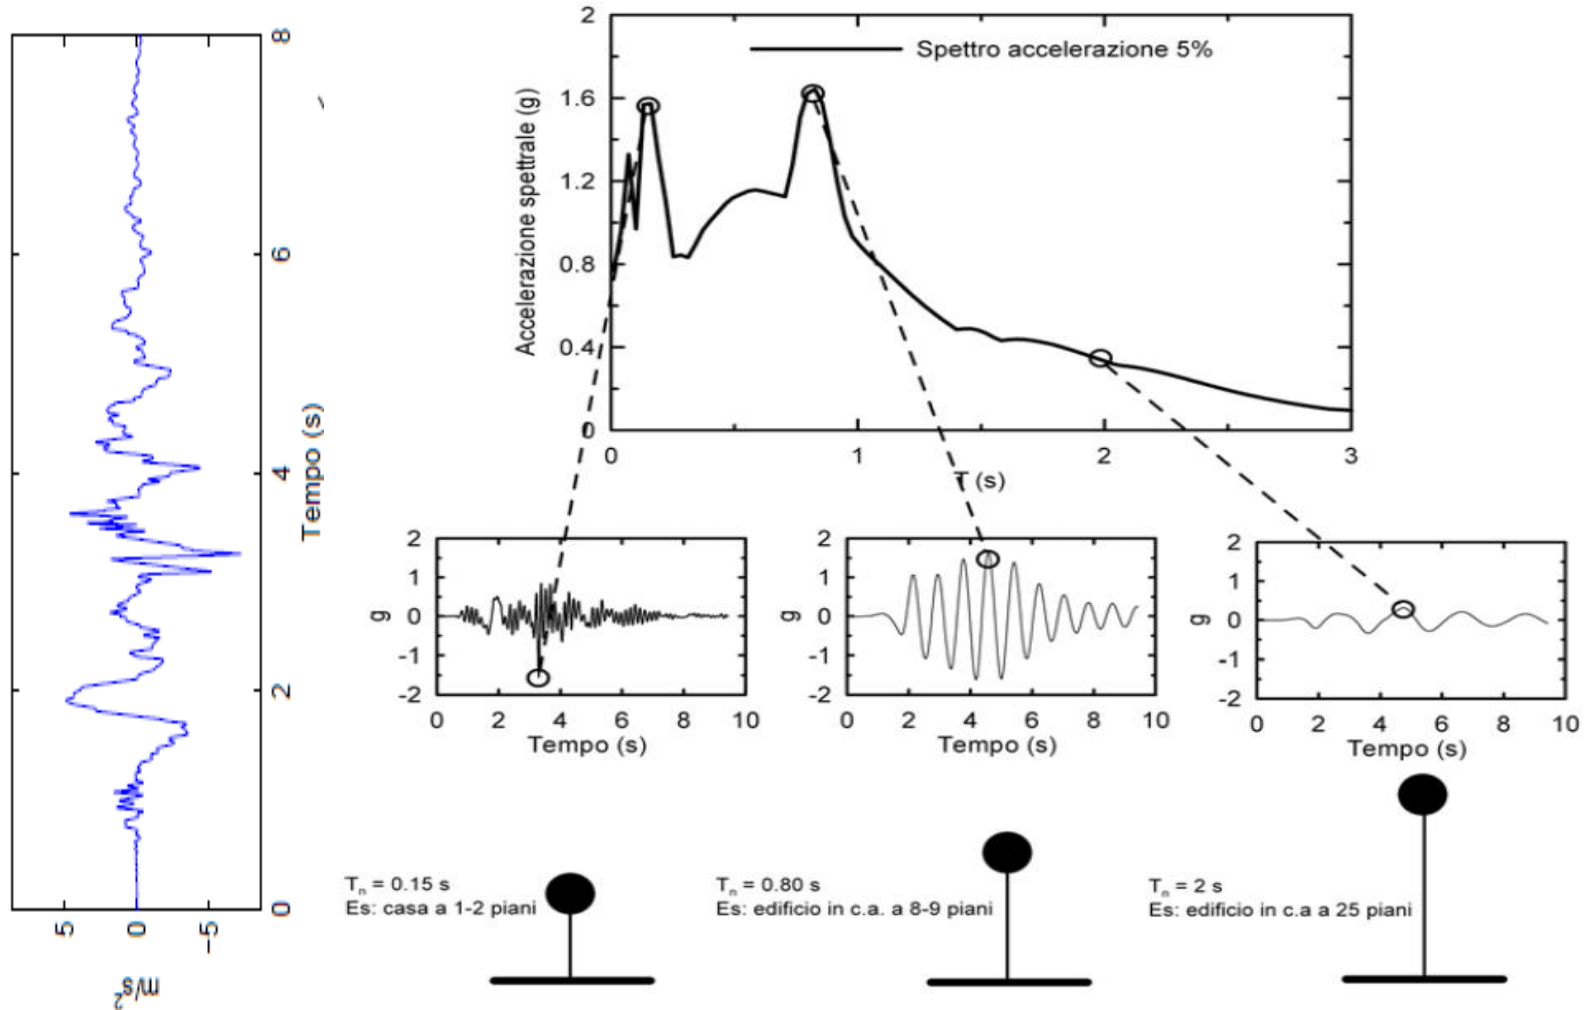 8
6
4
2
0
Tempo (s)
5
0
-5
m/s²
2
1.6
1.2
0.8
0.4
0
Accelerazione spettrale (g)
Spettro accelerazione 5%
0 1 2 3
T (s)
2
1
0
-1
-2
g
0 2 4 6 8 10
Tempo (s)
2
1
0
-1
-2
g
0 2 4 6 8 10
Tempo (s)
2
1
0
-1
-2
g
0 2 4 6 8 10
Tempo (s)
Tₙ = 0.15 s
Es: casa a 1-2 piani
Tₙ = 0.80 s
Es: edificio in c.a. a 8-9 piani
Tₙ = 2 s
Es: edificio in c.a a 25 piani